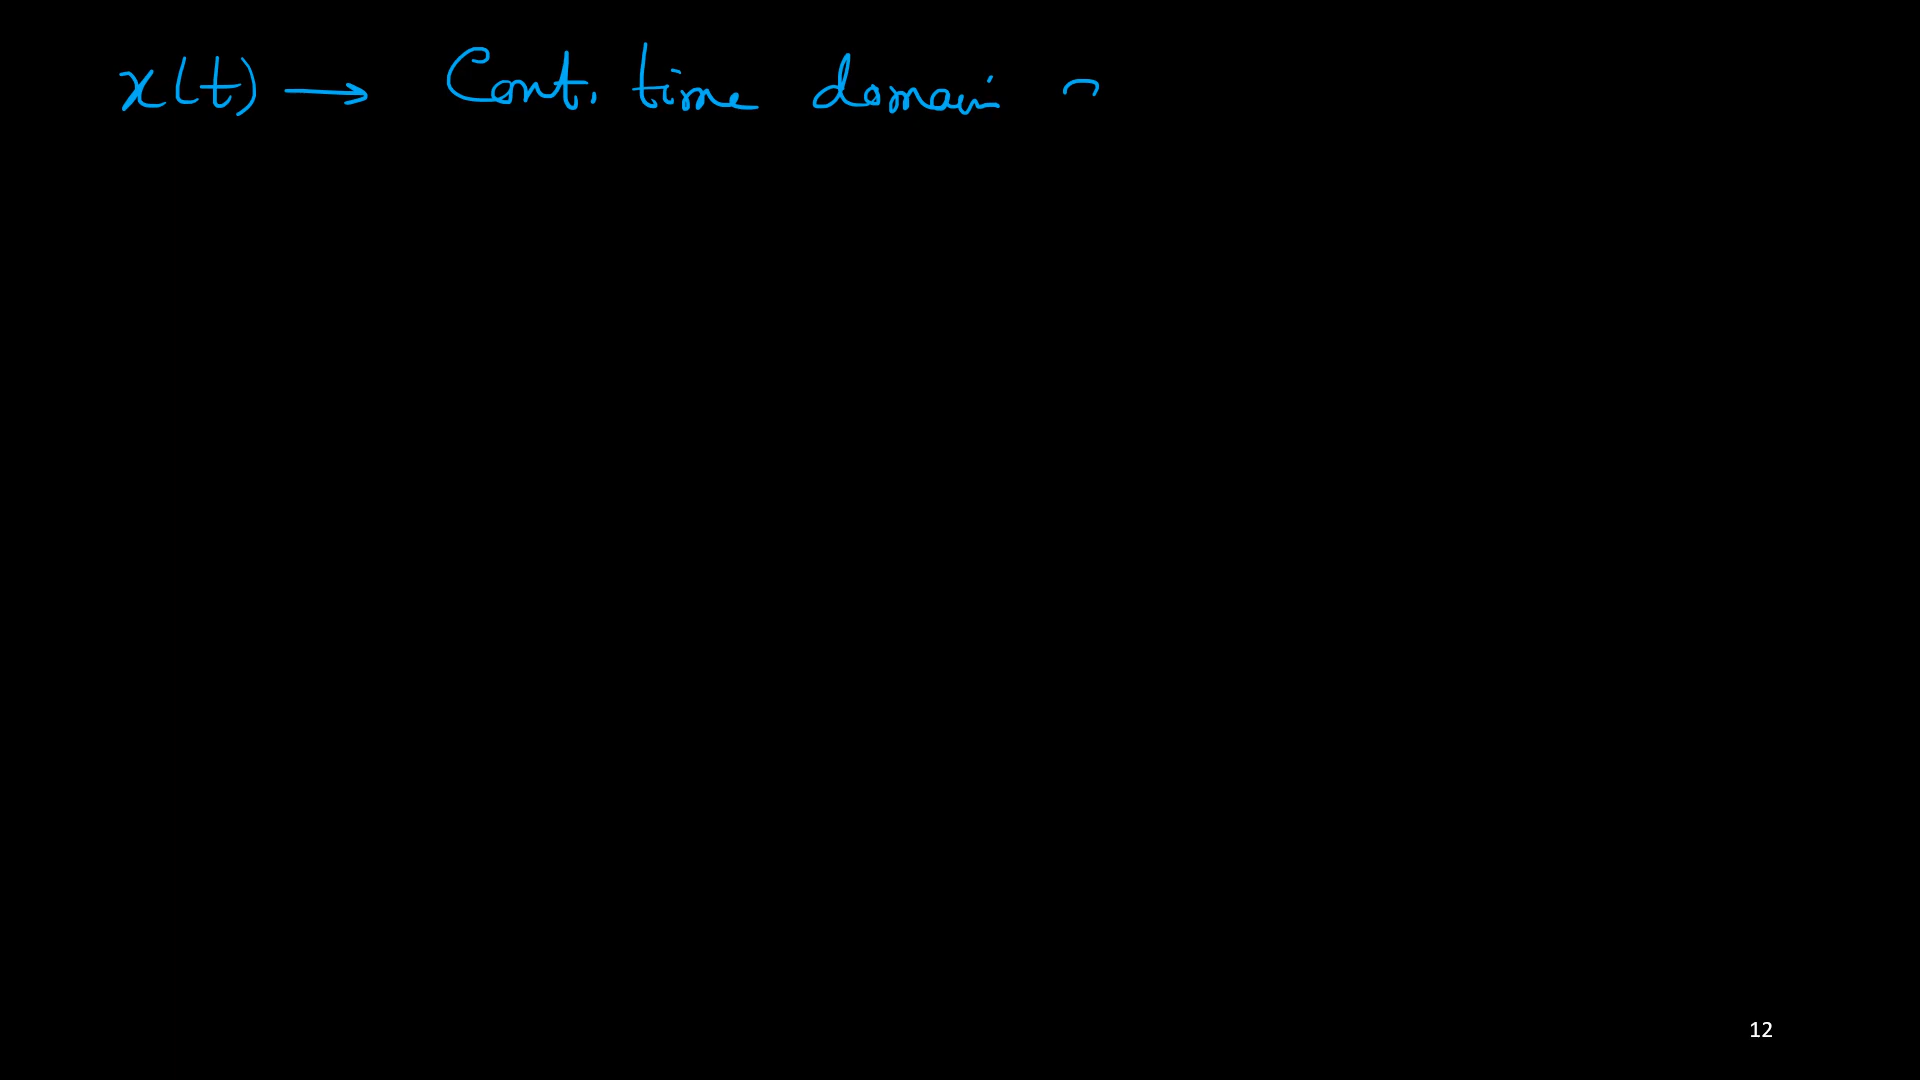 x(t) → Cont. time domain
12